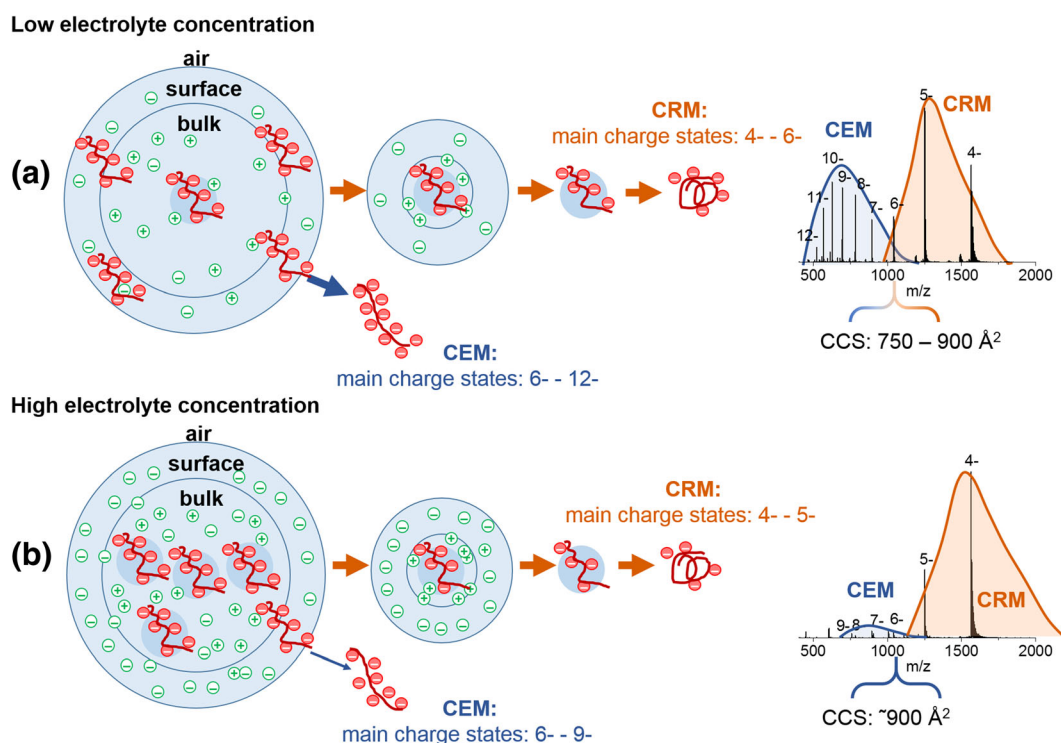 Low electrolyte concentration
air
surface
bulk
(a)
CRM:
main charge states: 4- - 6-
CEM:
main charge states: 6- - 12-
CEM
CRM
12-
11-
10-
9-
8-
7-
6-
5-
4-
500 1000 1500 2000
m/z
CCS: 750 – 900 Å²
High electrolyte concentration
air
surface
bulk
(b)
CRM:
main charge states: 4- - 5-
CEM:
main charge states: 6- - 9-
CEM
CRM
9-
8-
7-
6-
5-
4-
500 1000 1500 2000
m/z
CCS: ~900 Å²